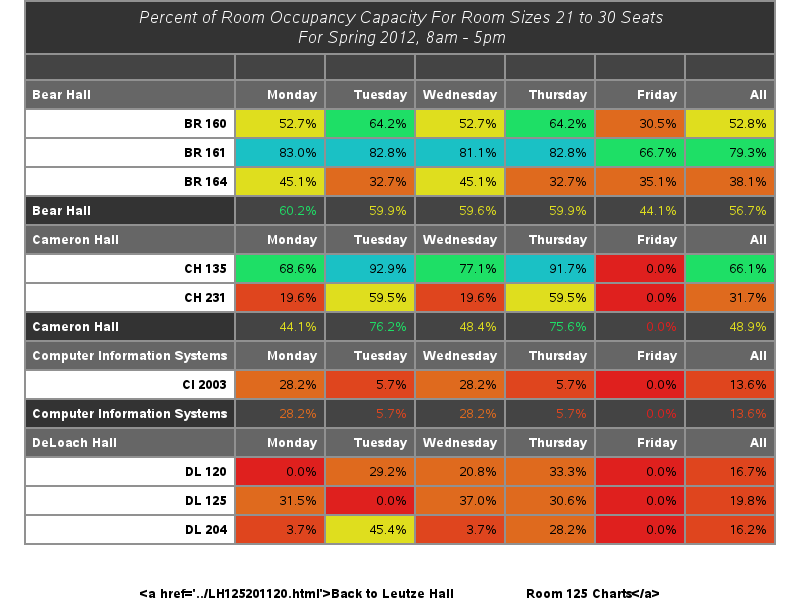 Percent of Room Occupancy Capacity For Room Sizes 21 to 30 Seats
For Spring 2012, 8am - 5pm
Bear Hall Monday Tuesday Wednesday Thursday Friday All
BR 160 52.7% 64.2% 52.7% 64.2% 30.5% 52.8%
BR 161 83.0% 82.8% 81.1% 82.8% 66.7% 79.3%
BR 164 45.1% 32.7% 45.1% 32.7% 35.1% 38.1%
Bear Hall 60.2% 59.9% 59.6% 59.9% 44.1% 56.7%
Cameron Hall Monday Tuesday Wednesday Thursday Friday All
CH 135 68.6% 92.9% 77.1% 91.7% 0.0% 66.1%
CH 231 19.6% 59.5% 19.6% 59.5% 0.0% 31.7%
Cameron Hall 44.1% 76.2% 48.4% 75.6% 0.0% 48.9%
Computer Information Systems Monday Tuesday Wednesday Thursday Friday All
CI 2003 28.2% 5.7% 28.2% 5.7% 0.0% 13.6%
Computer Information Systems 28.2% 5.7% 28.2% 5.7% 0.0% 13.6%
DeLoach Hall Monday Tuesday Wednesday Thursday Friday All
DL 120 0.0% 29.2% 20.8% 33.3% 0.0% 16.7%
DL 125 31.5% 0.0% 37.0% 30.6% 0.0% 19.8%
DL 204 3.7% 45.4% 3.7% 28.2% 0.0% 16.2%
<a href='../LH125201120.html'>Back to Leutze Hall Room 125 Charts</a>